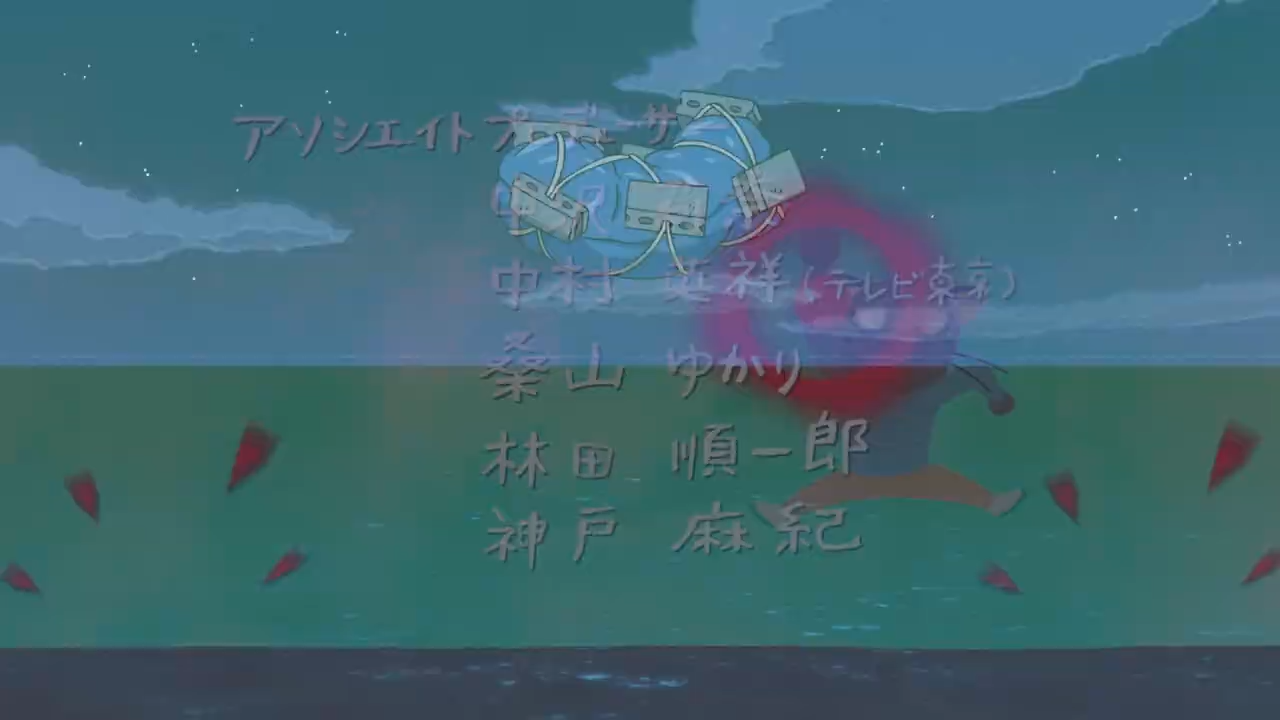 アソシエイトプロデューサー
中村 延祥(テレビ東京)
桑山 ゆかり
林田 順一郎
神戸 麻紀